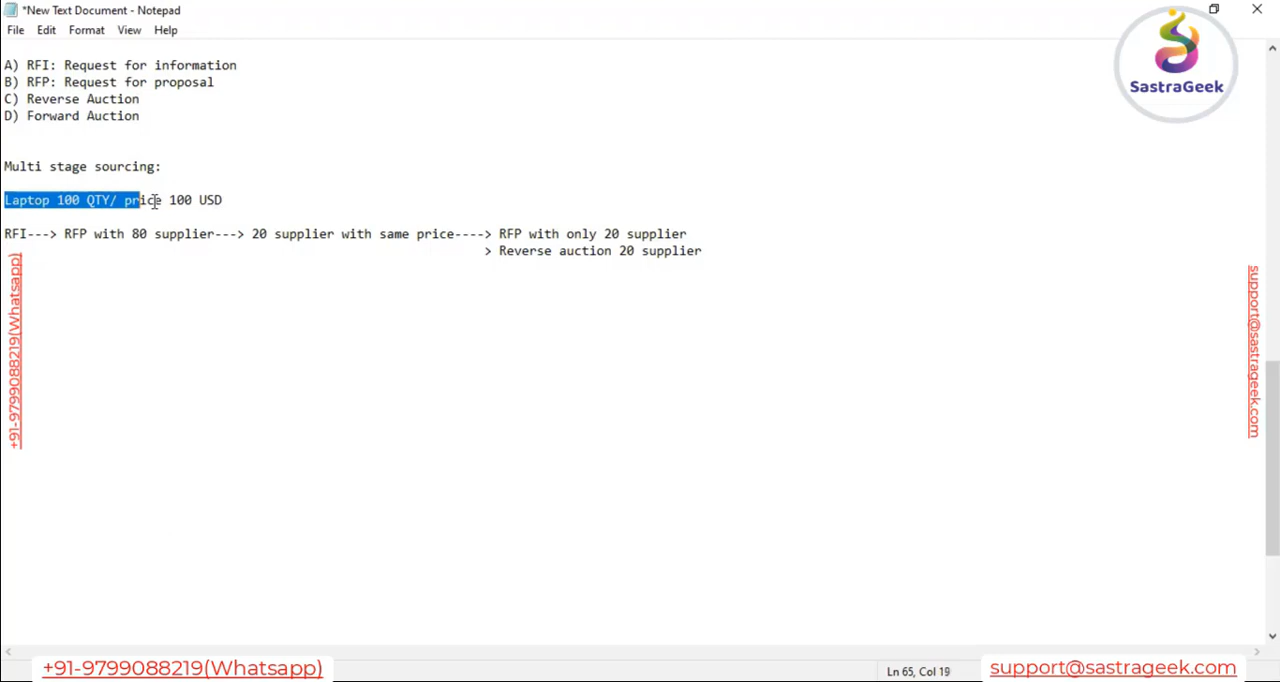 *New Text Document - Notepad
File Edit Format View Help
SastraGeek
A) RFI: Request for information
B) RFP: Request for proposal
C) Reverse Auction
D) Forward Auction
Multi stage sourcing:
Laptop 100 QTY/ price 100 USD
RFI---> RFP with 80 supplier---> 20 supplier with same price----> RFP with only 20 supplier
> Reverse auction 20 supplier
+91-9799088219(Whatsapp)
support@sastrageek.com
+91-9799088219(Whatsapp)
Ln 65, Col 19
support@sastrageek.com